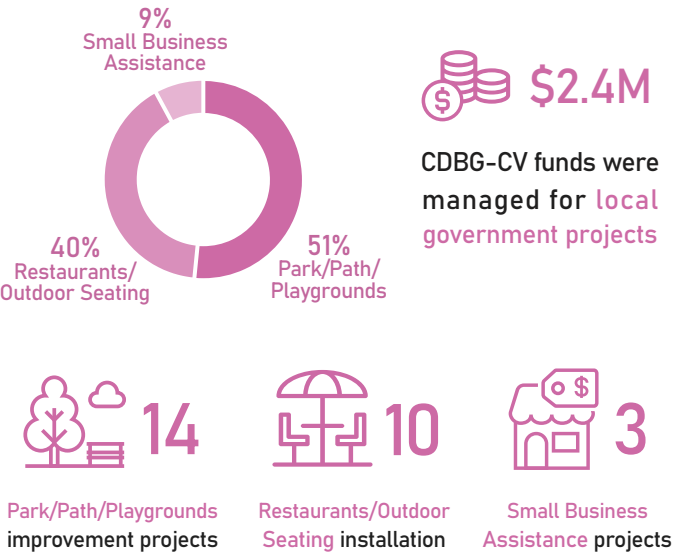 9%
Small Business
Assistance
40%
Restaurants/
Outdoor Seating
51%
Park/Path/
Playgrounds
$
$2.4M
CDBG-CV funds were
managed for local
government projects
14
Park/Path/Playgrounds
improvement projects
10
Restaurants/Outdoor
Seating installation
$
3
Small Business
Assistance projects